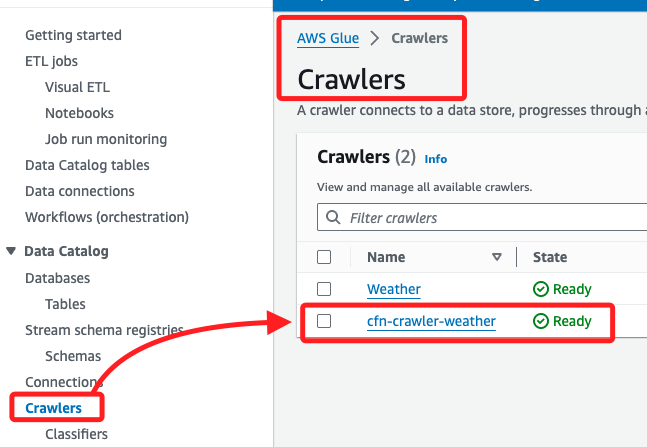 Getting started
ETL jobs
Visual ETL
Notebooks
Job run monitoring
Data Catalog tables
Data connections
Workflows (orchestration)
Data Catalog
Databases
Tables
Stream schema registries
Schemas
Connections
Crawlers
Classifiers
AWS Glue > Crawlers
Crawlers
A crawler connects to a data store, progresses through
Crawlers (2) Info
View and manage all available crawlers.
Filter crawlers
Name State
Weather Ready
cfn-crawler-weather Ready